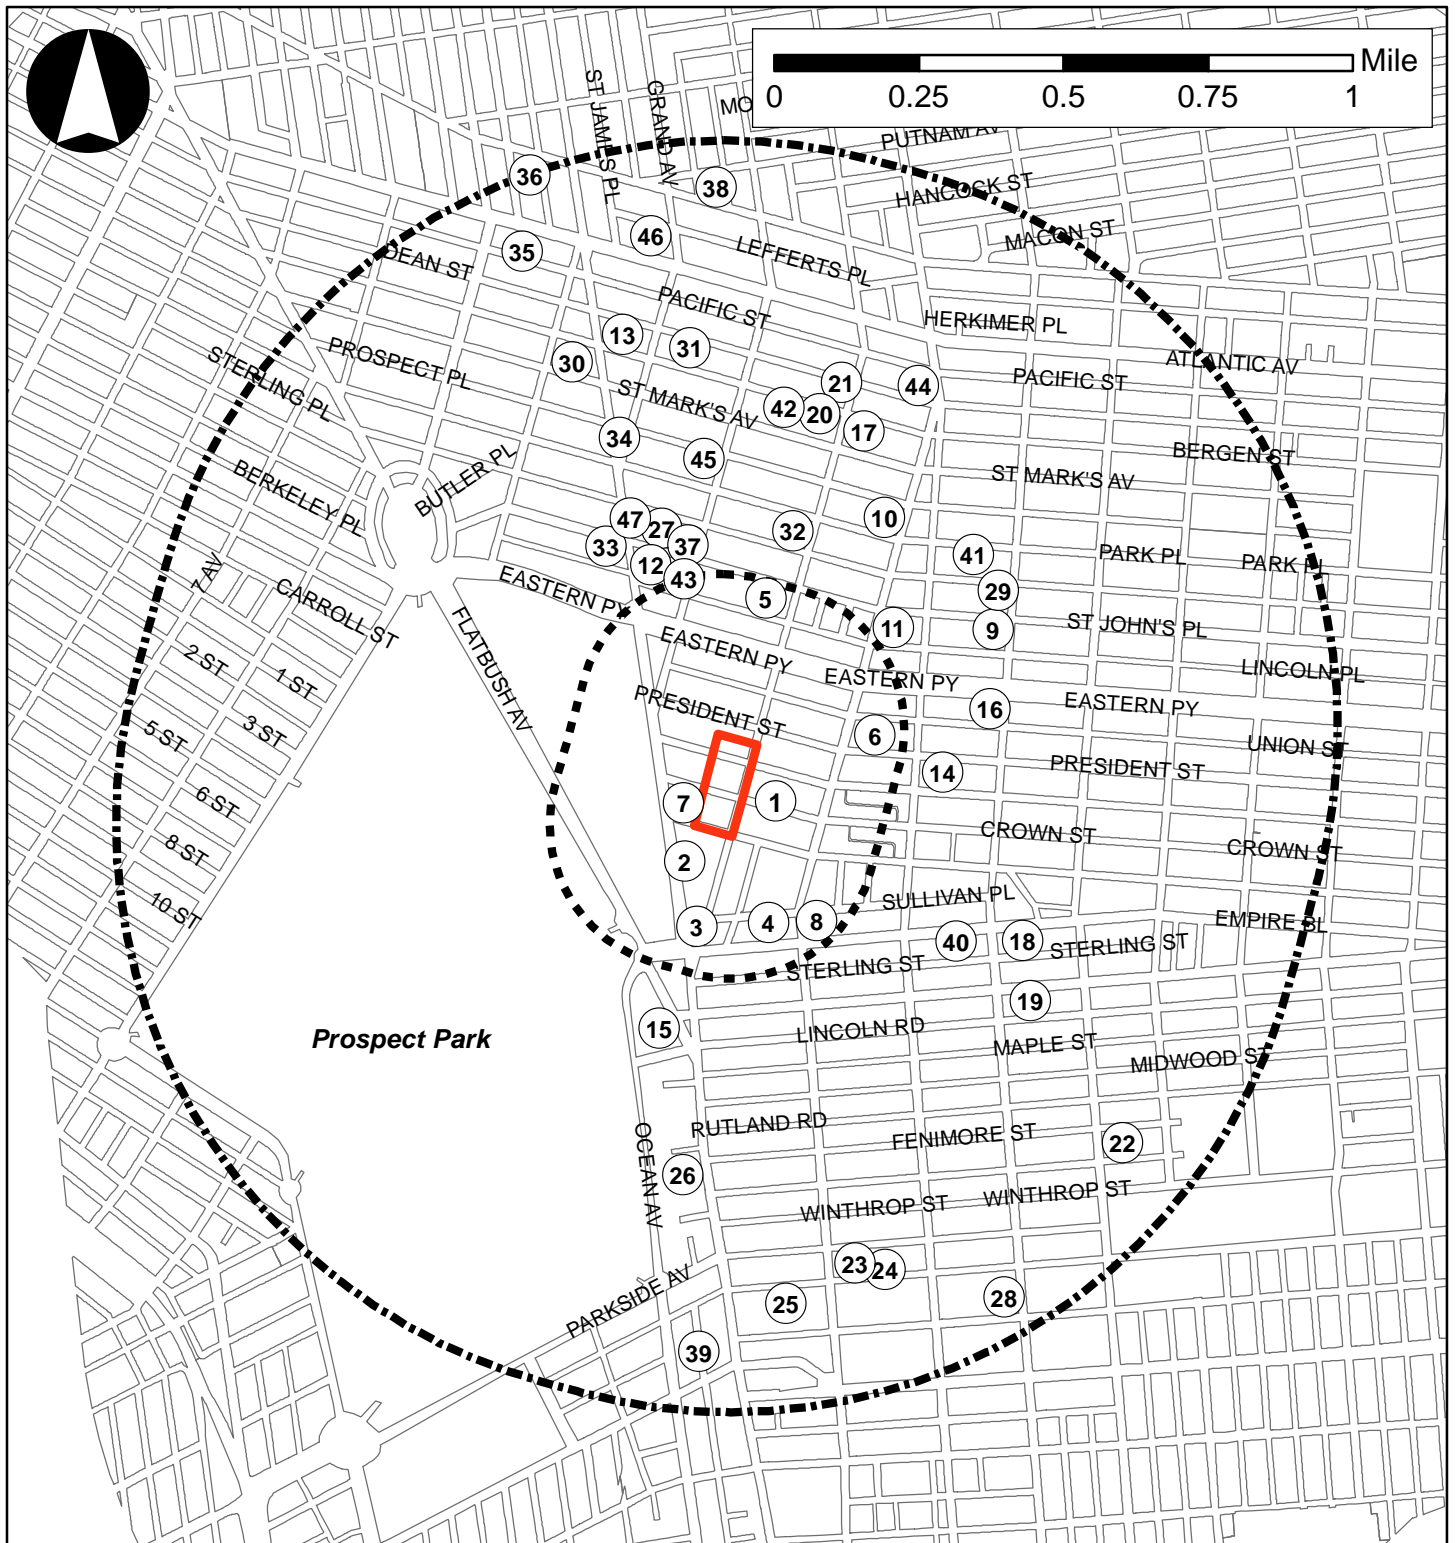 Mile
0 0.25 0.5 0.75 1
ST JAMES PL
GRAND AV
MO
PUTNAM AV
36
38
HANCOCK ST
46
MACON ST
35
DEAN ST
LEFFERTS PL
PACIFIC ST
HERKIMER PL
13
31
30
PROSPECT PL
STERLING PL
ATLANTIC AV
PACIFIC ST
21
44
ST MARK'S AV
42
20
17
34
45
BERGEN ST
BUTLER PL
BERKELEY PL
ST MARK'S AV
47
27
10
33
37
32
12
43
41
PARK PL
PARK PL
7 AV
EASTERN PY
5
29
CARROLL ST
FLATBUSH AV
11
9
ST JOHN'S PL
2 ST
1 ST
EASTERN PY
EASTERN PY
LINCOLN PL
PRESIDENT ST
16
EASTERN PY
5 ST
3 ST
6
UNION ST
14
PRESIDENT ST
6 ST
7
1
8 ST
CROWN ST
CROWN ST
2
10 ST
SULLIVAN PL
EMPIRE BL
3
4
8
40
18
STERLING ST
STERLING ST
19
15
LINCOLN RD
Prospect Park
MAPLE ST
MIDWOOD ST
RUTLAND RD
FENIMORE ST
22
OCEAN AV
26
WINTHROP ST
WINTHROP ST
23
24
PARKSIDE AV
25
28
39